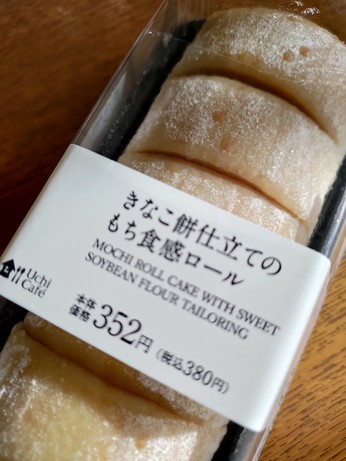 きなこ餅仕立ての
もち食感ロール
MOCHI ROLL CAKE WITH SWEET
SOYBEAN FLOUR TAILORING
Uchi
Café
本体
価格 352円 (税込380円)